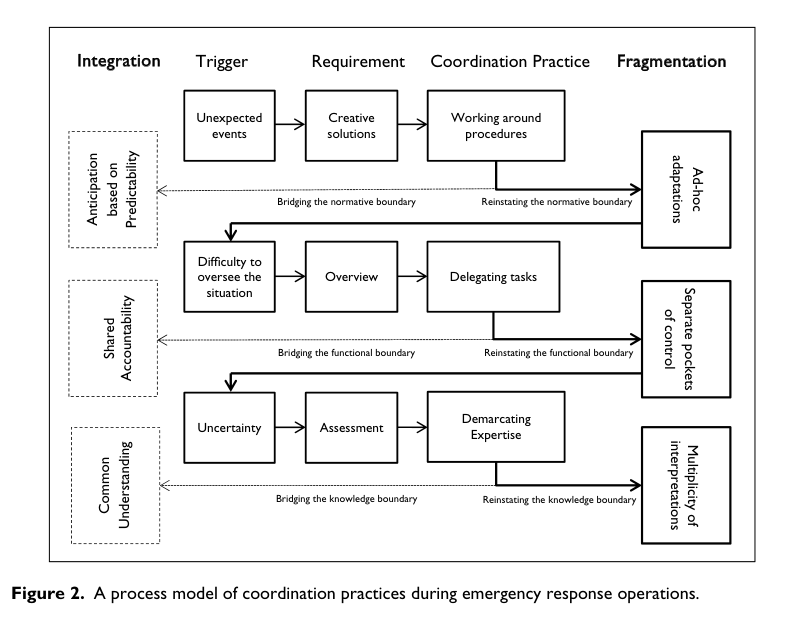 Integration Trigger Requirement Coordination Practice Fragmentation
Unexpected
events
Creative
solutions
Working around
procedures
Anticipation
based on
Predictability
Ad-hoc
adaptations
Bridging the normative boundary
Reinstating the normative boundary
Difficulty to
oversee the
situation
Overview
Delegating tasks
Shared
Accountability
Separate pockets
of control
Bridging the functional boundary
Reinstating the functional boundary
Uncertainty
Assessment
Demarcating
Expertise
Common
Understanding
Multiplicity of
interpretations
Bridging the knowledge boundary
Reinstating the knowledge boundary
Figure 2. A process model of coordination practices during emergency response operations.